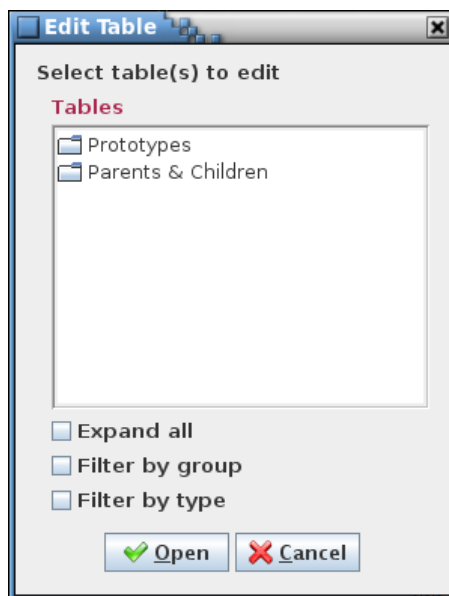 Edit Table
Select table(s) to edit
Tables
Prototypes
Parents & Children
Expand all
Filter by group
Filter by type
Open
Cancel